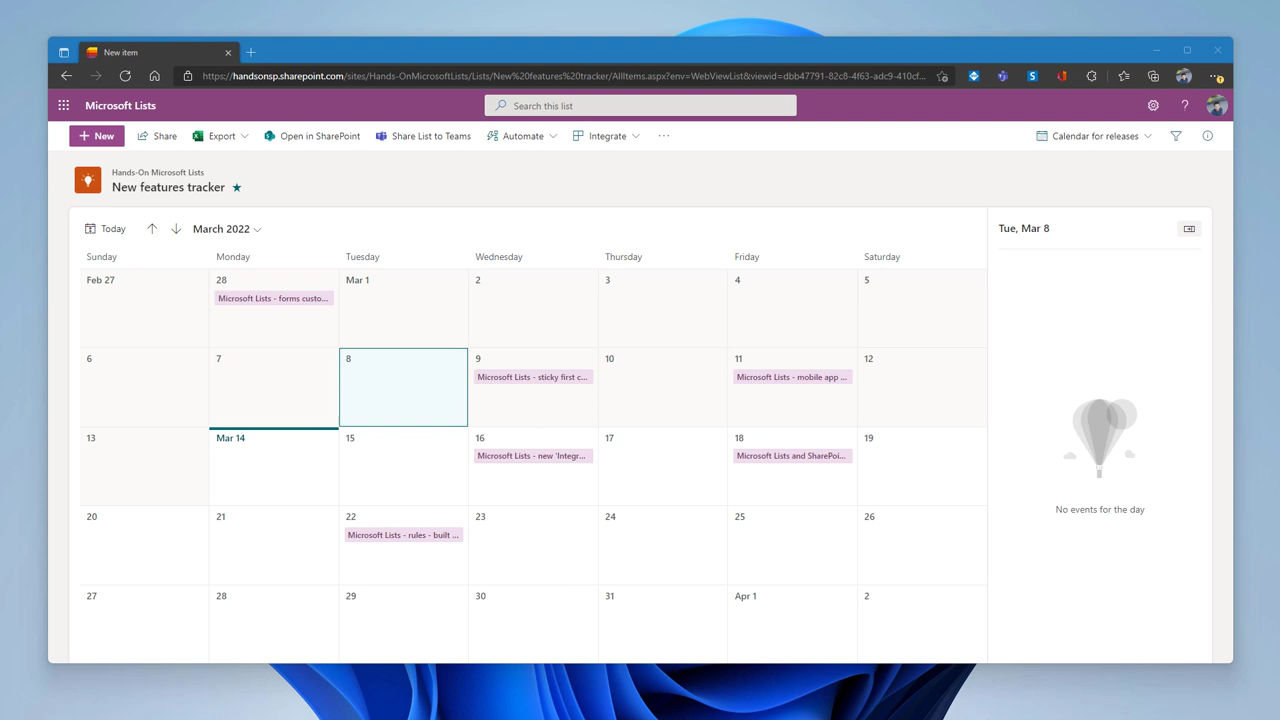 New item
https://handsonsp.sharepoint.com/sites/Hands-OnMicrosoftLists/Lists/New%20features%20tracker/AllItems.aspx?env=WebViewList&viewid=dbb47791-82c8-4f63-adc9-410cf...
Microsoft Lists
Search this list
?
+ New
Share
Export
Open in SharePoint
Share List to Teams
Automate
Integrate
...
Calendar for releases
Hands-On Microsoft Lists
New features tracker
Today
March 2022
Tue, Mar 8
Sunday Monday Tuesday Wednesday Thursday Friday Saturday
Feb 27 28 Mar 1 2 3 4 5
Microsoft Lists - forms custo...
6 7 8 9 10 11 12
Microsoft Lists - sticky first c... Microsoft Lists - mobile app ...
13 Mar 14 15 16 17 18 19
Microsoft Lists - new 'Integr... Microsoft Lists and SharePoi...
No events for the day
20 21 22 23 24 25 26
Microsoft Lists - rules - built ...
27 28 29 30 31 Apr 1 2